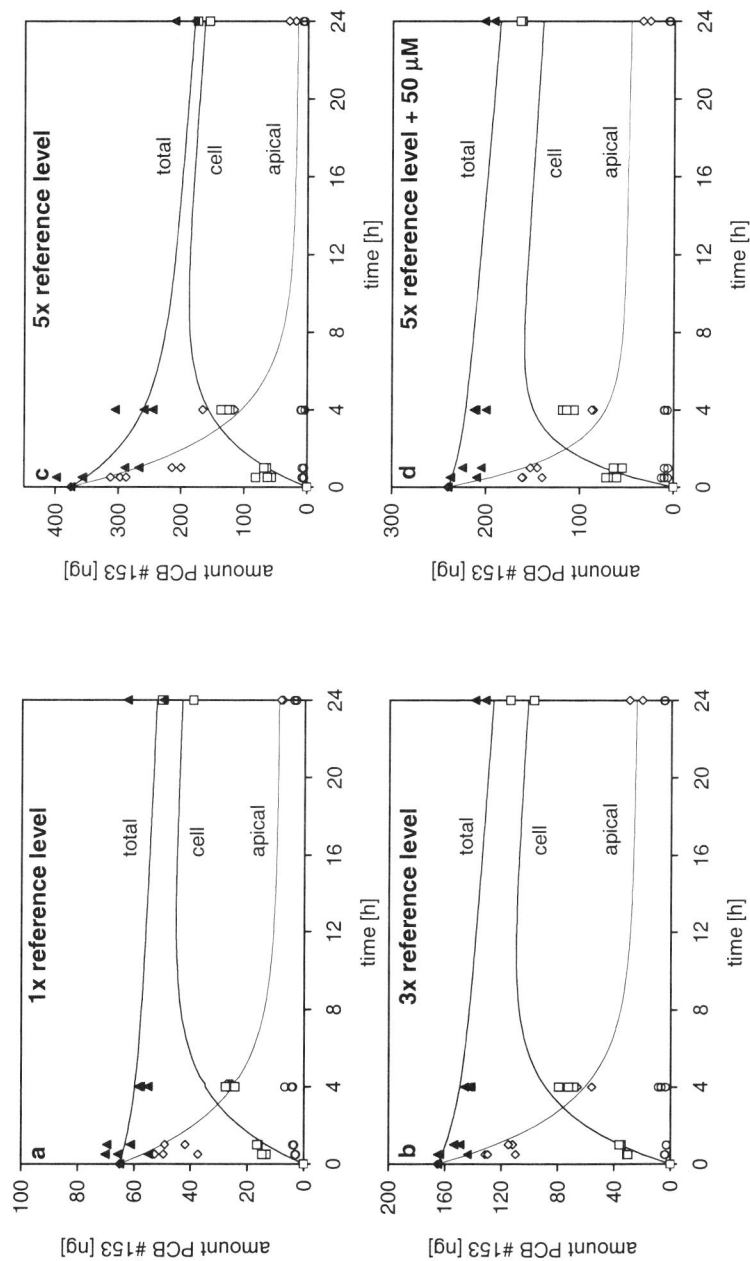 a
1x reference level
100
80
60
40
20
0
total
cell
apical
0
4
8
12
16
20
24
time [h]
amount PCB #153 [ng]
c
5x reference level
400
300
200
100
0
total
cell
apical
0
4
8
12
16
20
24
time [h]
amount PCB #153 [ng]
b
3x reference level
200
160
120
80
40
0
total
cell
apical
0
4
8
12
16
20
24
time [h]
amount PCB #153 [ng]
d
5x reference level + 50 µM
300
200
100
0
total
cell
apical
0
4
8
12
16
20
24
time [h]
amount PCB #153 [ng]